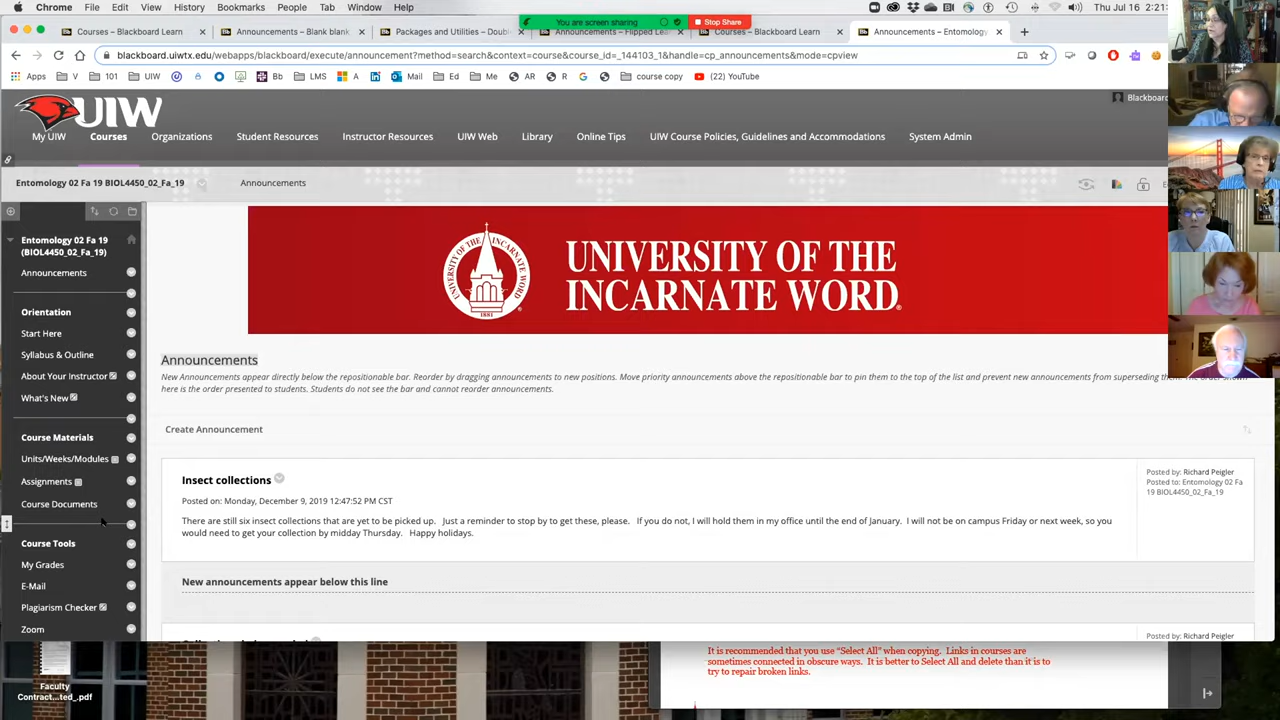 Chrome File Edit View History Bookmarks People Tab Window Help
You are screen sharing Stop Share
Thu Jul 16 2:21
Courses – Blackboard Learn
Announcements – Blank blank
Packages and Utilities – Doub
Announcements – Flipped Lea
Courses – Blackboard Learn
Announcements – Entomology
blackboard.uiwtx.edu/webapps/blackboard/execute/announcement?method=search&context=course&course_id=_144103_1&handle=cp_announcements&mode=cpview
Apps V 101 UIW Bb LMS A Mail Ed Me AR R G course copy (22) YouTube
UIW
Blackboard
My UIW Courses Organizations Student Resources Instructor Resources UIW Web Library Online Tips UIW Course Policies, Guidelines and Accommodations System Admin
Entomology 02 Fa 19 BIOL4450_02_Fa_19 Announcements
Entomology 02 Fa 19
(BIOL4450_02_Fa_19)
Announcements
Orientation
Start Here
Syllabus & Outline
About Your Instructor
What's New
Course Materials
Units/Weeks/Modules
Assignments
Course Documents
Course Tools
My Grades
E-Mail
Plagiarism Checker
Zoom
UNIVERSITY OF THE INCARNATE WORD
1881
UNIVERSITY OF THE
INCARNATE WORD
Announcements
New Announcements appear directly below the repositionable bar. Reorder by dragging announcements to new positions. Move priority announcements above the repositionable bar to pin them to the top of the list and prevent new announcements from superseding
here is the order presented to students. Students do not see the bar and cannot reorder announcements.
Create Announcement
Insect collections
Posted on: Monday, December 9, 2019 12:47:52 PM CST
There are still six insect collections that are yet to be picked up. Just a reminder to stop by to get these, please. If you do not, I will hold them in my office until the end of January. I will not be on campus Friday or next week, so you
would need to get your collection by midday Thursday. Happy holidays.
Posted by: Richard Peigler
Posted to: Entomology 02 Fa
19 BIOL4450_02_Fa_19
New announcements appear below this line
Posted by: Richard Peigler
It is recommended that you use "Select All" when copying. Links in courses are
sometimes connected in obscure ways. It is better to Select All and delete than it is to
try to repair broken links.
Faculty
Contract...ted_.pdf